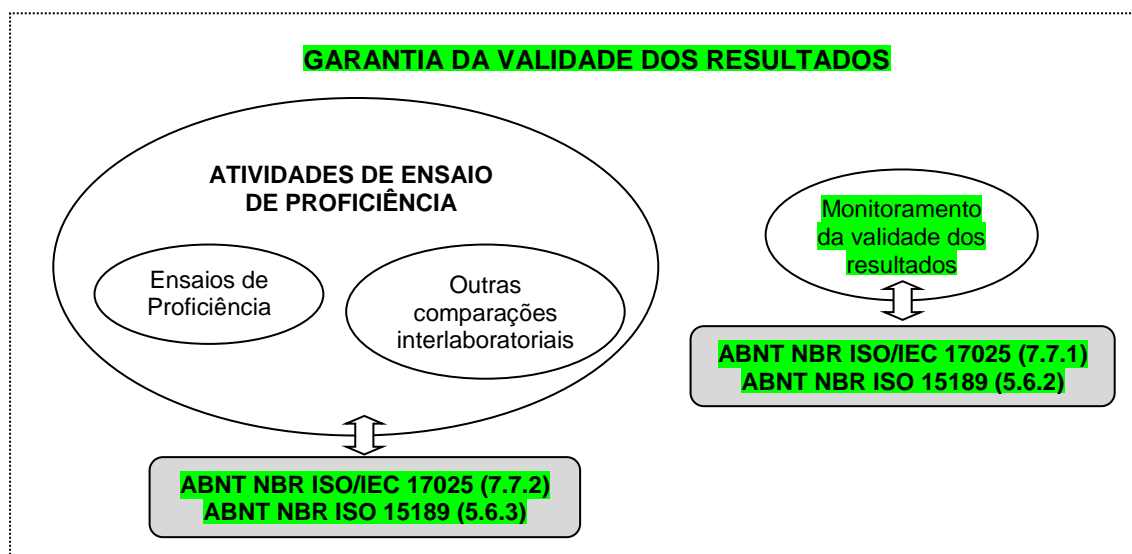 GARANTIA DA VALIDADE DOS RESULTADOS
ATIVIDADES DE ENSAIO
DE PROFICIÊNCIA
Ensaios de
Proficiência
Outras
comparações
interlaboratoriais
ABNT NBR ISO/IEC 17025 (7.7.2)
ABNT NBR ISO 15189 (5.6.3)
Monitoramento
da validade dos
resultados
ABNT NBR ISO/IEC 17025 (7.7.1)
ABNT NBR ISO 15189 (5.6.2)